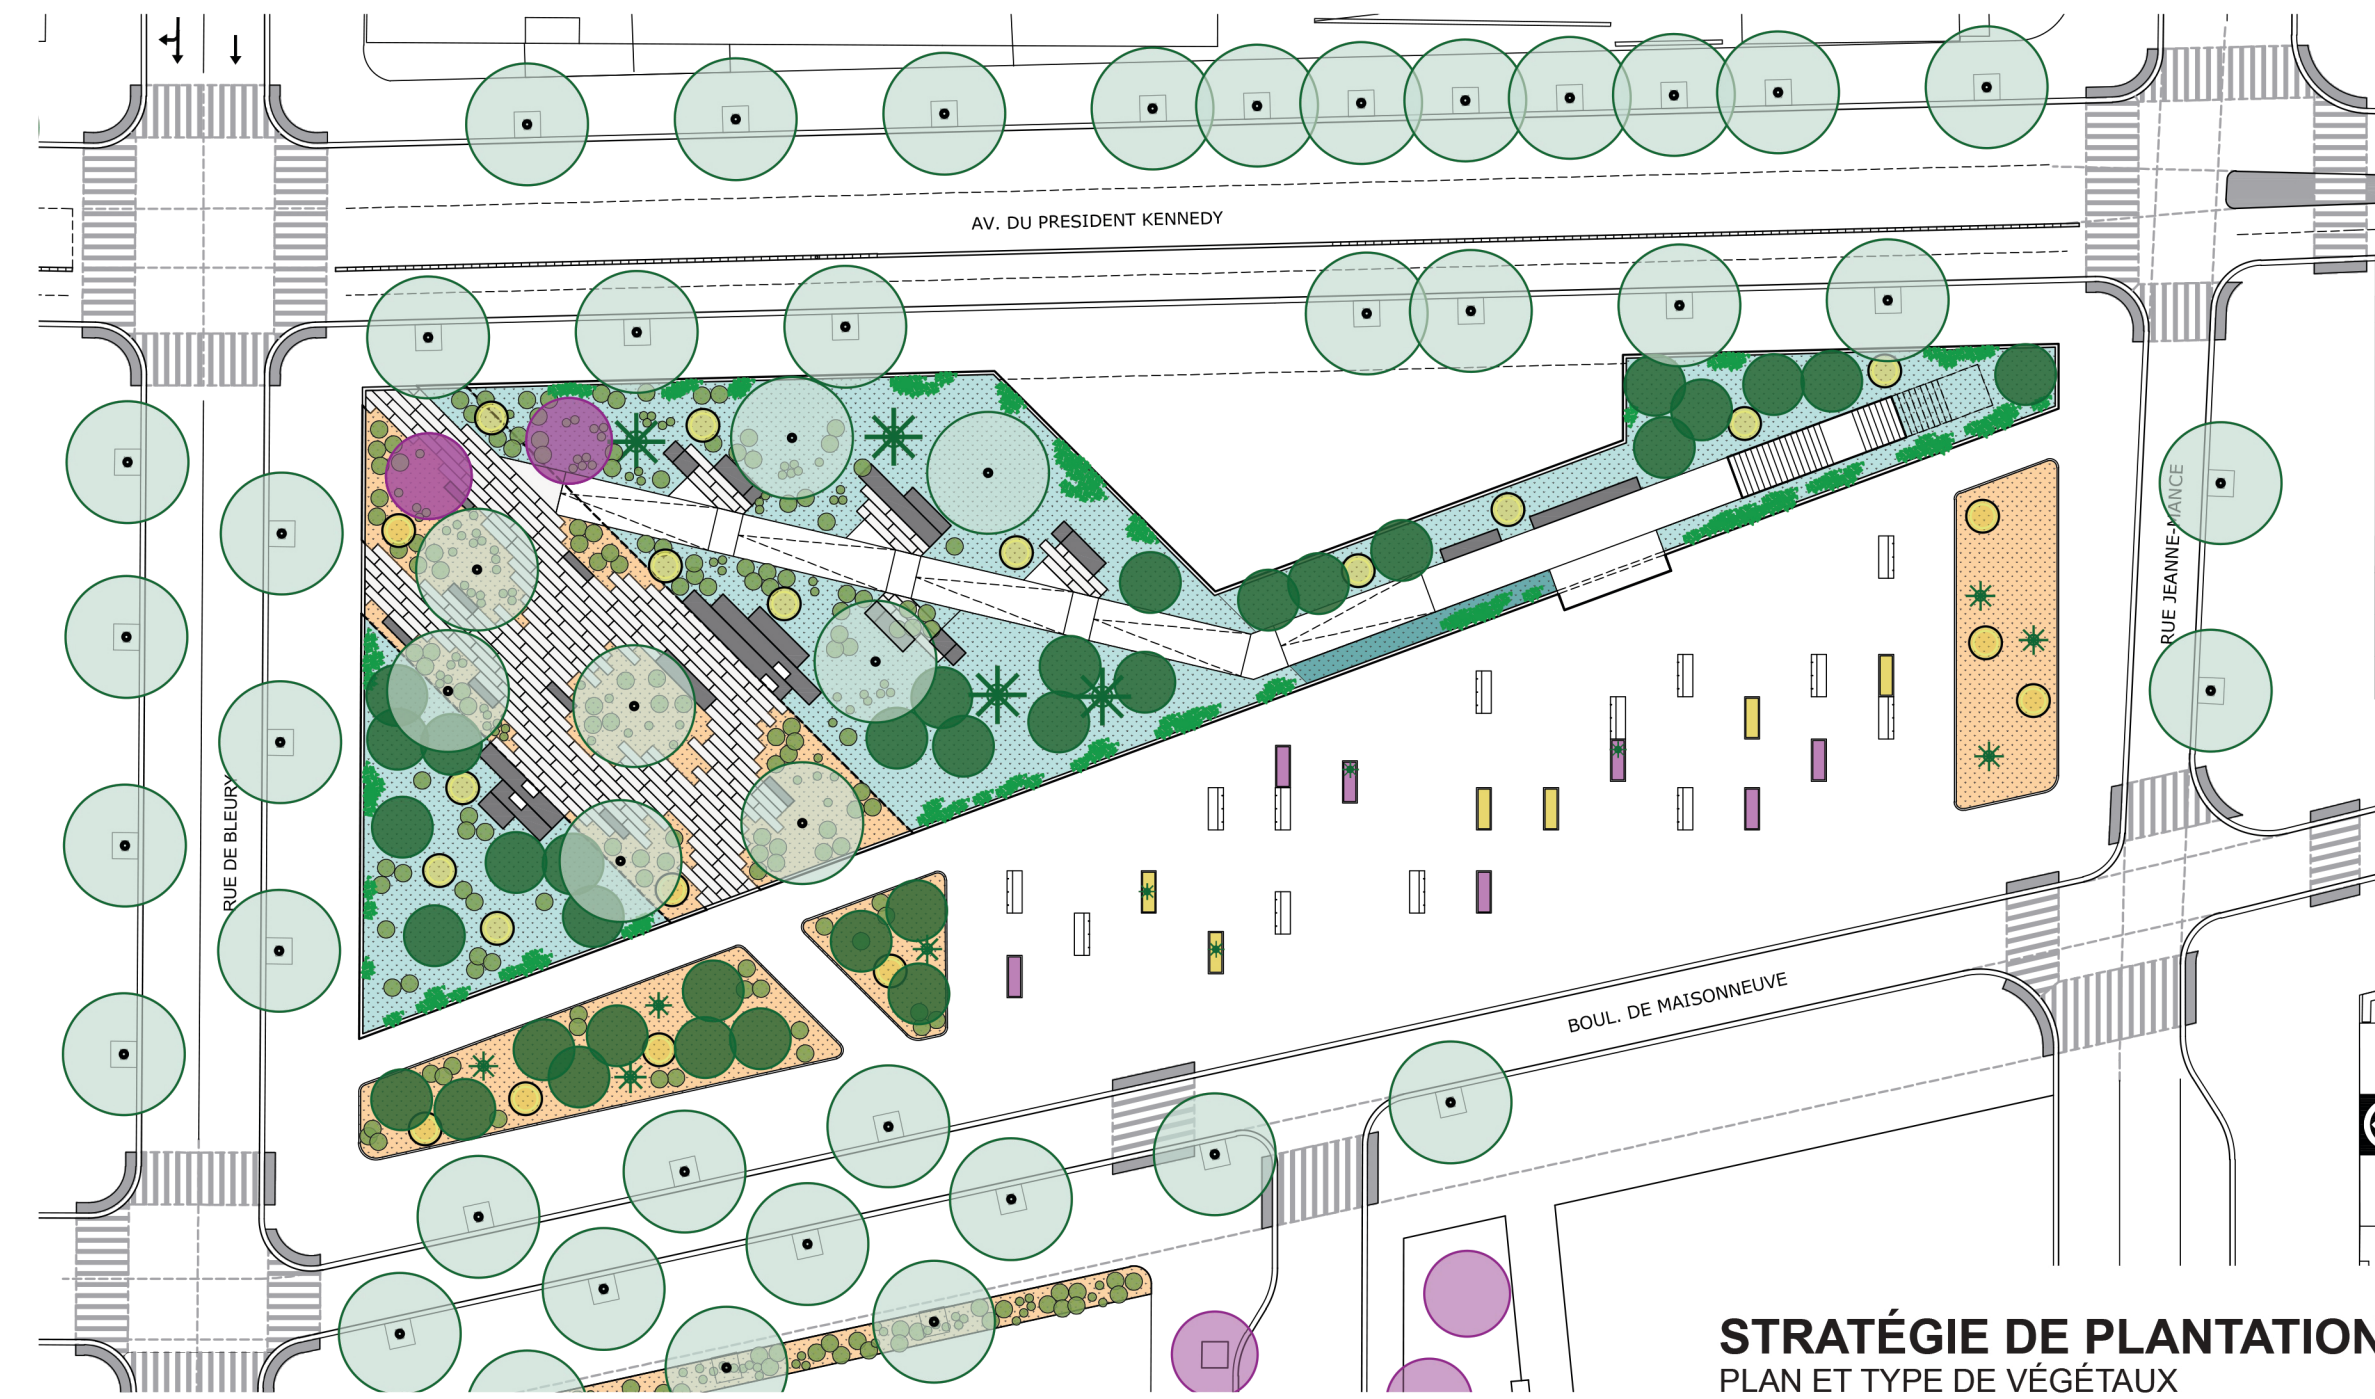 AV. DU PRESIDENT KENNEDY
RUE JEANNE-MANCE
RUE DE BLEURY
BOUL. DE MAISONNEUVE
STRATÉGIE DE PLANTATION
PLAN ET TYPE DE VÉGÉTAUX